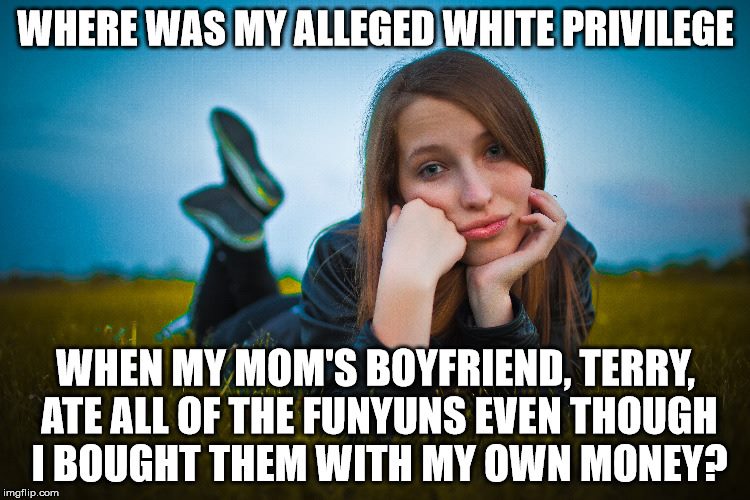 WHERE WAS MY ALLEGED WHITE PRIVILEGE
WHEN MY MOM'S BOYFRIEND, TERRY,
ATE ALL OF THE FUNYUNS EVEN THOUGH
I BOUGHT THEM WITH MY OWN MONEY?
imgflip.com